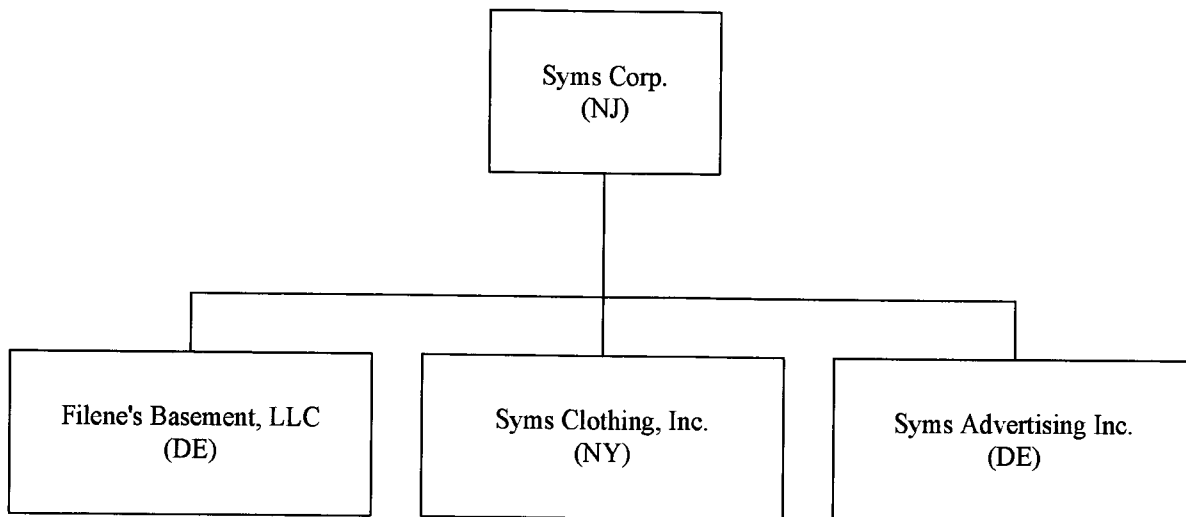 Syms Corp.
(NJ)
Filene's Basement, LLC
(DE)
Syms Clothing, Inc.
(NY)
Syms Advertising Inc.
(DE)